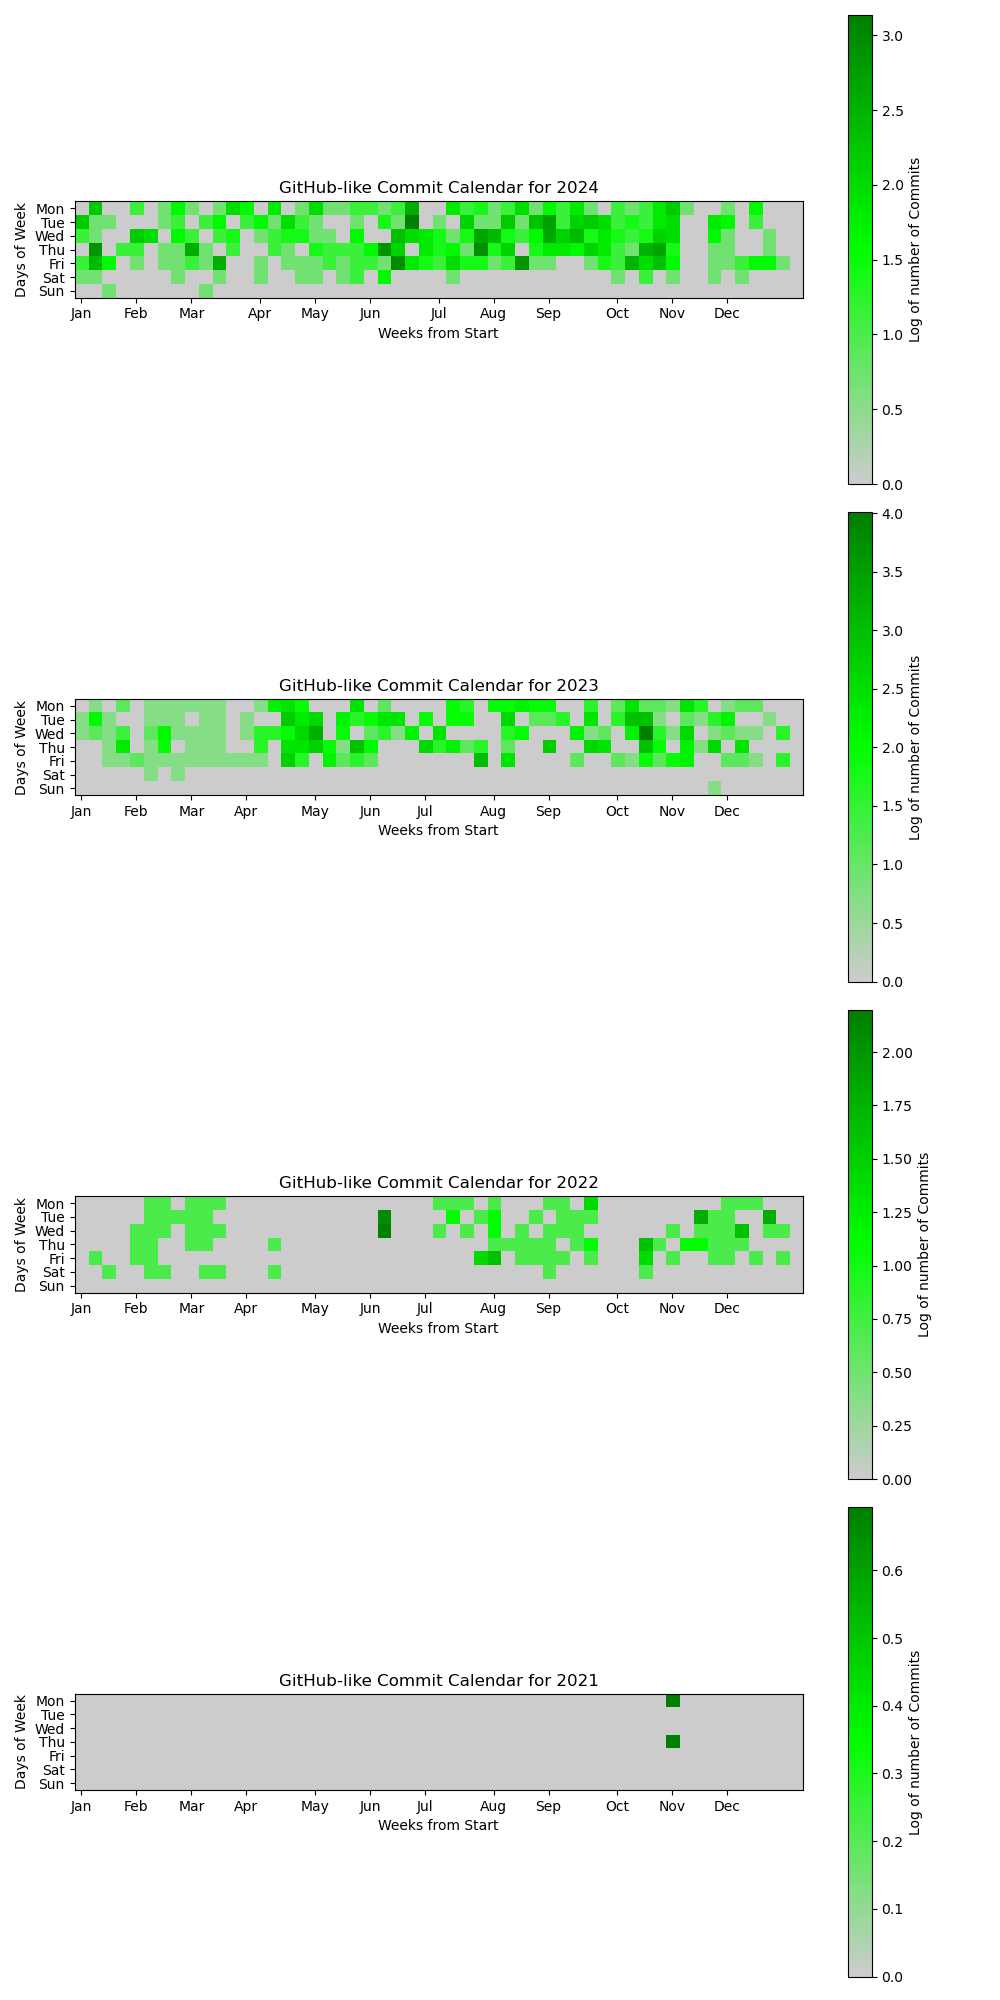 GitHub-like Commit Calendar for 2024
Days of Week
Mon
Tue
Wed
Thu
Fri
Sat
Sun
Jan Feb Mar Apr May Jun Jul Aug Sep Oct Nov Dec
Weeks from Start
3.0
2.5
2.0
1.5
1.0
0.5
0.0
Log of number of Commits
GitHub-like Commit Calendar for 2023
Days of Week
Mon
Tue
Wed
Thu
Fri
Sat
Sun
Jan Feb Mar Apr May Jun Jul Aug Sep Oct Nov Dec
Weeks from Start
4.0
3.5
3.0
2.5
2.0
1.5
1.0
0.5
0.0
Log of number of Commits
GitHub-like Commit Calendar for 2022
Days of Week
Mon
Tue
Wed
Thu
Fri
Sat
Sun
Jan Feb Mar Apr May Jun Jul Aug Sep Oct Nov Dec
Weeks from Start
2.00
1.75
1.50
1.25
1.00
0.75
0.50
0.25
0.00
Log of number of Commits
GitHub-like Commit Calendar for 2021
Days of Week
Mon
Tue
Wed
Thu
Fri
Sat
Sun
Jan Feb Mar Apr May Jun Jul Aug Sep Oct Nov Dec
Weeks from Start
0.6
0.5
0.4
0.3
0.2
0.1
0.0
Log of number of Commits